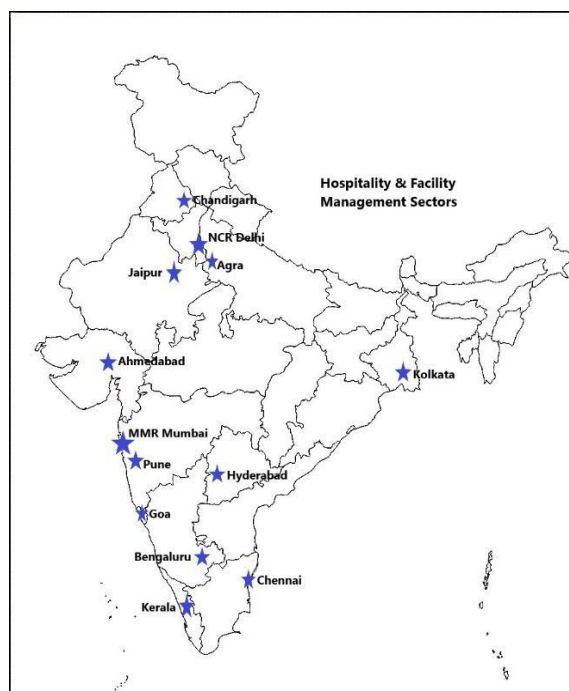 Hospitality & Facility
Management Sectors
Chandigarh
NCR Delhi
Agra
Jaipur
Ahmedabad
Kolkata
MMR Mumbai
Pune
Hyderabad
Goa
Bengaluru
Chennai
Kerala